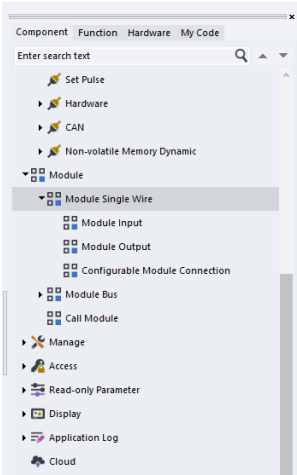 Component Function Hardware My Code
Enter search text
Set Pulse
Hardware
CAN
Non-volatile Memory Dynamic
Module
Module Single Wire
Module Input
Module Output
Configurable Module Connection
Module Bus
Call Module
Manage
Access
Read-only Parameter
Display
Application Log
Cloud